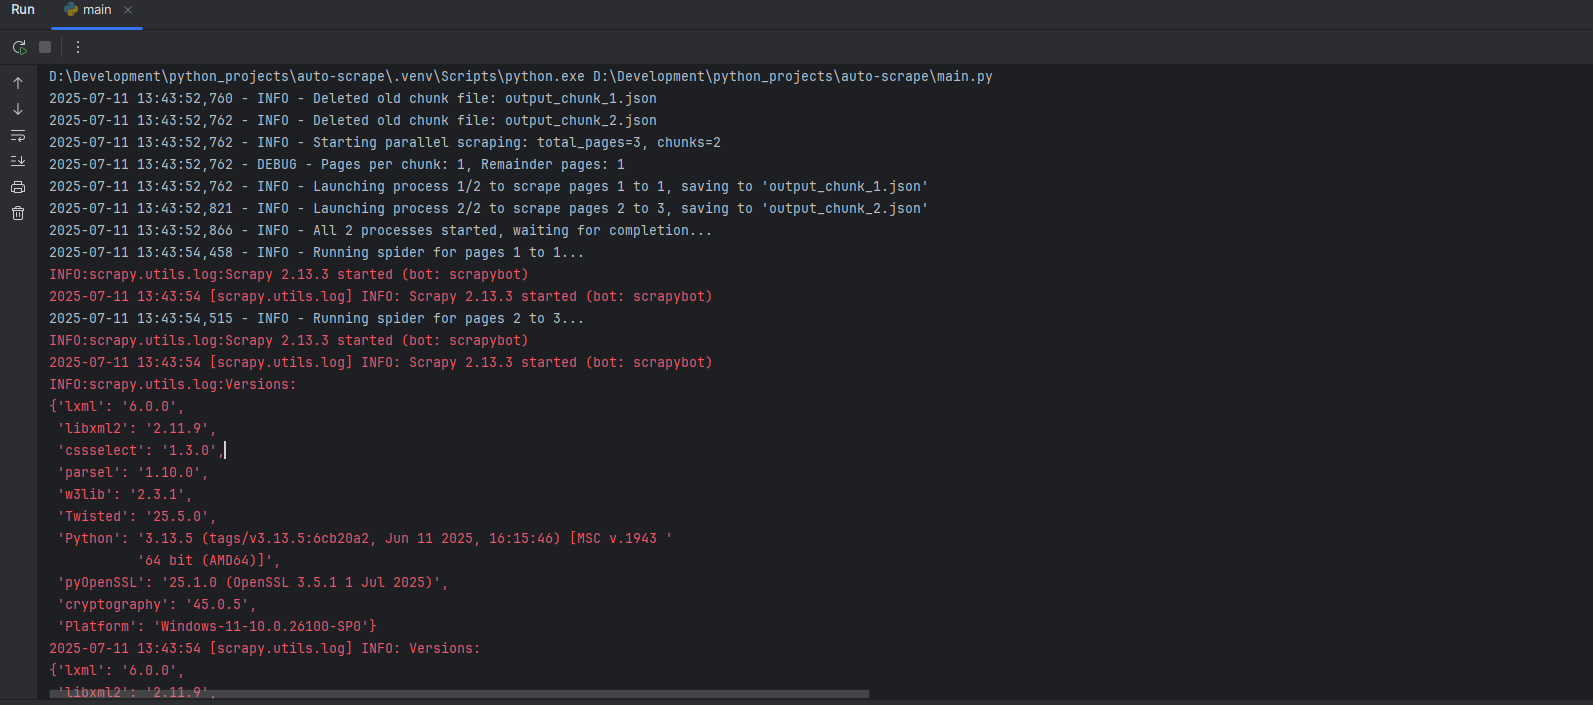 Run main
D:\Development\python_projects\auto-scrape\.venv\Scripts\python.exe D:\Development\python_projects\auto-scrape\main.py
2025-07-11 13:43:52,760 - INFO - Deleted old chunk file: output_chunk_1.json
2025-07-11 13:43:52,762 - INFO - Deleted old chunk file: output_chunk_2.json
2025-07-11 13:43:52,762 - INFO - Starting parallel scraping: total_pages=3, chunks=2
2025-07-11 13:43:52,762 - DEBUG - Pages per chunk: 1, Remainder pages: 1
2025-07-11 13:43:52,762 - INFO - Launching process 1/2 to scrape pages 1 to 1, saving to 'output_chunk_1.json'
2025-07-11 13:43:52,821 - INFO - Launching process 2/2 to scrape pages 2 to 3, saving to 'output_chunk_2.json'
2025-07-11 13:43:52,866 - INFO - All 2 processes started, waiting for completion...
2025-07-11 13:43:54,458 - INFO - Running spider for pages 1 to 1...
INFO:scrapy.utils.log:Scrapy 2.13.3 started (bot: scrapybot)
2025-07-11 13:43:54 [scrapy.utils.log] INFO: Scrapy 2.13.3 started (bot: scrapybot)
2025-07-11 13:43:54,515 - INFO - Running spider for pages 2 to 3...
INFO:scrapy.utils.log:Scrapy 2.13.3 started (bot: scrapybot)
2025-07-11 13:43:54 [scrapy.utils.log] INFO: Scrapy 2.13.3 started (bot: scrapybot)
INFO:scrapy.utils.log:Versions:
{'lxml': '6.0.0',
 'libxml2': '2.11.9',
 'cssselect': '1.3.0',
 'parsel': '1.10.0',
 'w3lib': '2.3.1',
 'Twisted': '25.5.0',
 'Python': '3.13.5 (tags/v3.13.5:6cb20a2, Jun 11 2025, 16:15:46) [MSC v.1943 '
           '64 bit (AMD64)]',
 'pyOpenSSL': '25.1.0 (OpenSSL 3.5.1 1 Jul 2025)',
 'cryptography': '45.0.5',
 'Platform': 'Windows-11-10.0.26100-SP0'}
2025-07-11 13:43:54 [scrapy.utils.log] INFO: Versions:
{'lxml': '6.0.0',
 'libxml2': '2.11.9',